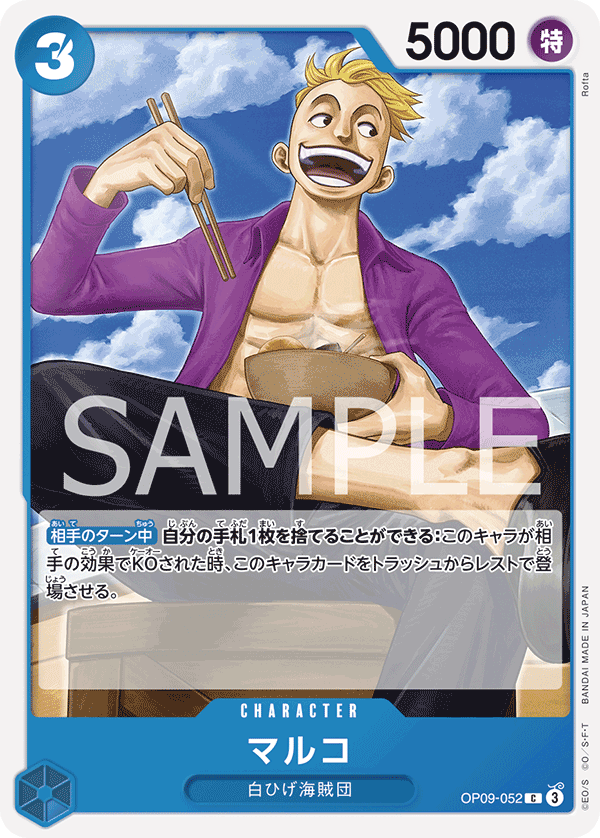 3
5000
特
Rofta
SAMPLE
相手のターン中 自分の手札1枚を捨てることができる:このキャラが相
手の効果でKOされた時、このキャラカードをトラッシュからレストで登
場させる。
CHARACTER
マルコ
白ひげ海賊団
OP09-052 C 3
©E.O/S ©O/S・F・T BANDAI MADE IN JAPAN